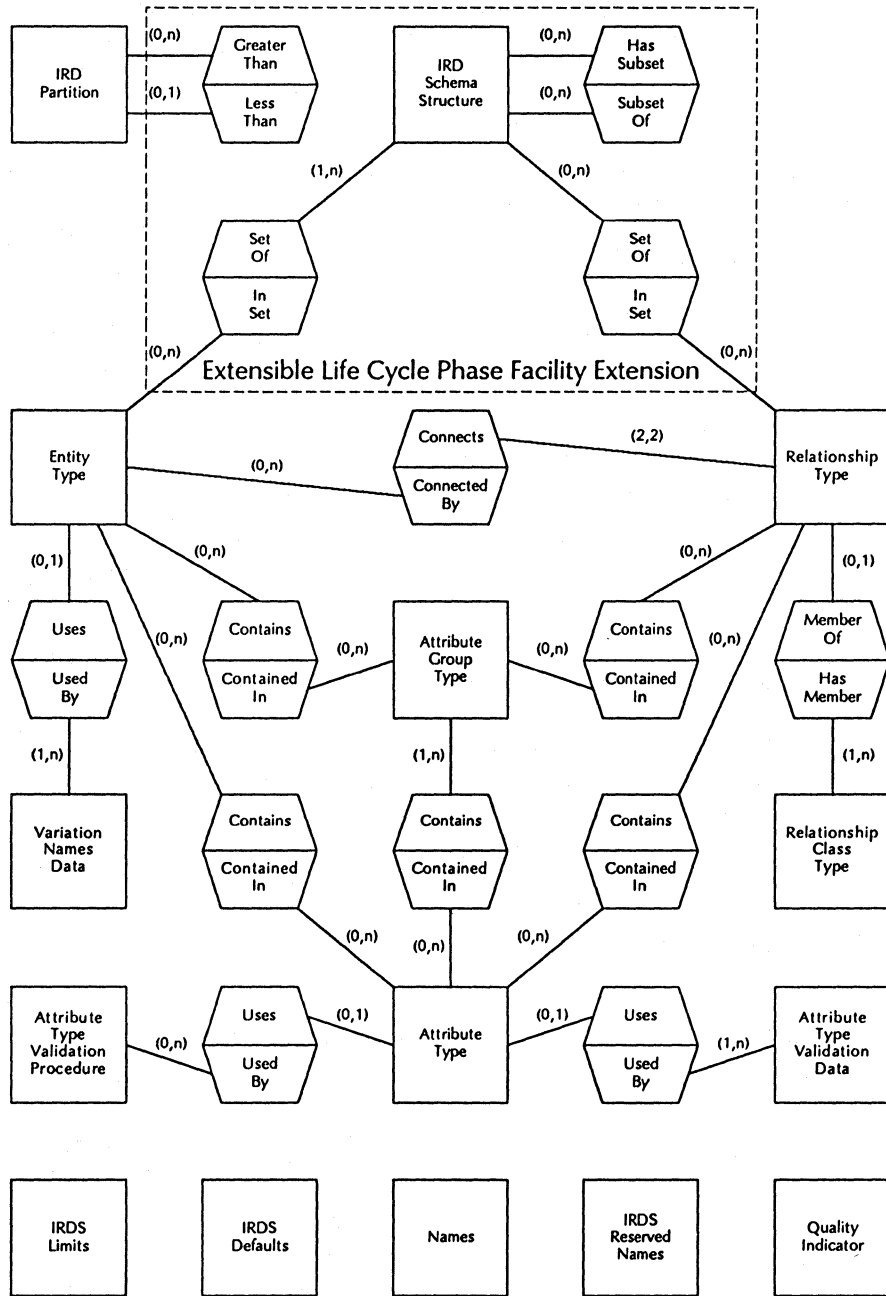 (0,n)
(0,1)
IRD
Partition
Greater
Than
Less
Than
IRD
Schema
Structure
(0,n)
(0,n)
Has
Subset
Subset
Of
(1,n)
(0,n)
Set
Of
In
Set
Set
Of
In
Set
(0,n)
(0,n)
Extensible Life Cycle Phase Facility Extension
Entity
Type
(0,n)
Connects
Connected
By
(2,2)
Relationship
Type
(0,1)
(0,n)
(0,n)
(0,1)
Uses
Used
By
(0,n)
Contains
Contained
In
(0,n)
Attribute
Group
Type
(0,n)
Contains
Contained
In
(0,n)
Member
Of
Has
Member
(1,n)
(1,n)
(1,n)
Variation
Names
Data
Contains
Contained
In
Contains
Contained
In
Contains
Contained
In
Relationship
Class
Type
(0,n)
(0,n)
(0,n)
Attribute
Type
Validation
Procedure
(0,n)
Uses
Used
By
(0,1)
Attribute
Type
(0,1)
Uses
Used
By
(1,n)
Attribute
Type
Validation
Data
IRDS
Limits
IRDS
Defaults
Names
IRDS
Reserved
Names
Quality
Indicator